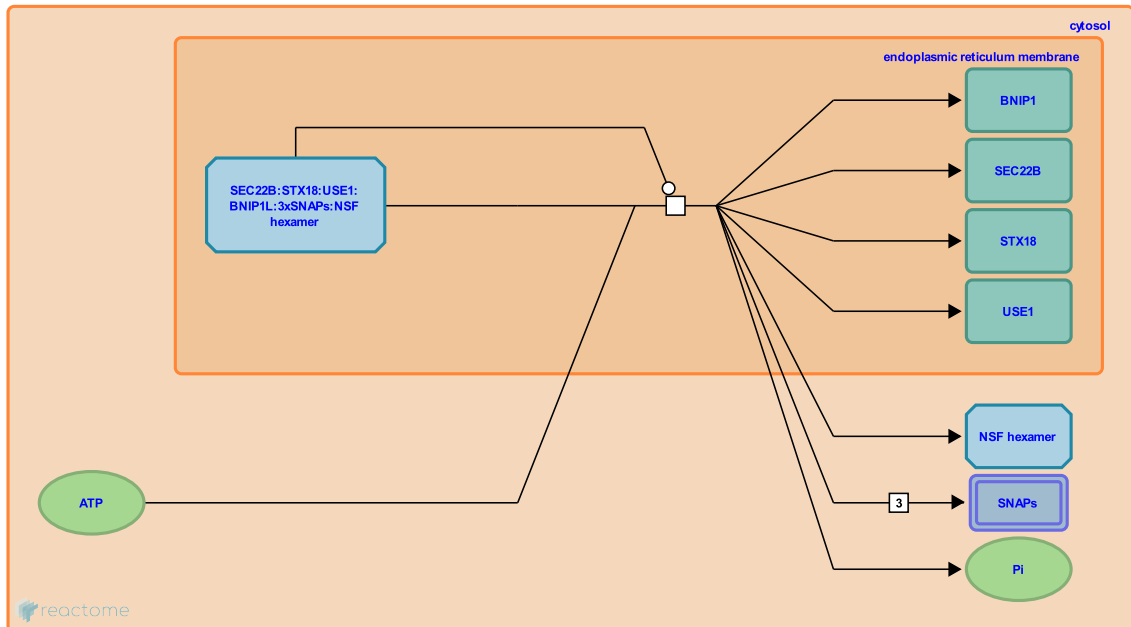 cytosol
endoplasmic reticulum membrane
BNIP1
SEC22B:STX18:USE1:
BNIP1L:3xSNAPs:NSF
hexamer
SEC22B
STX18
USE1
NSF hexamer
ATP
3
SNAPs
Pi
reactome